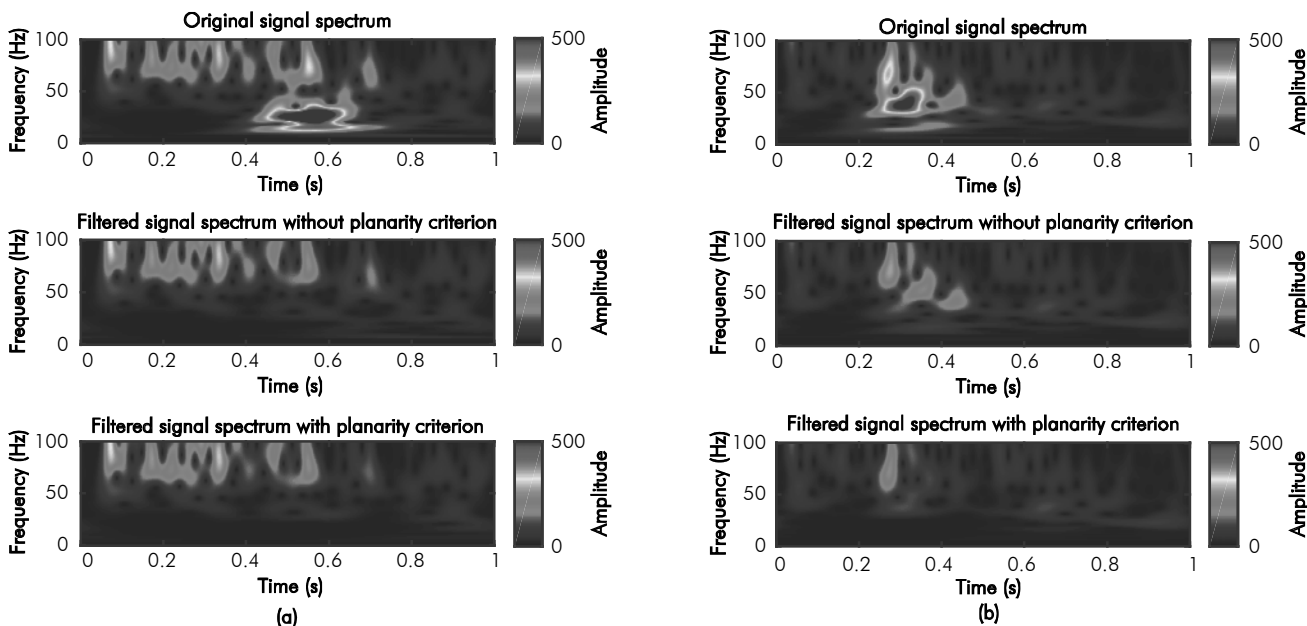 Original signal spectrum
Frequency (Hz)
100
50
0
0 0.2 0.4 0.6 0.8 1
Time (s)
500
0
Amplitude
Filtered signal spectrum without planarity criterion
Frequency (Hz)
100
50
0
0 0.2 0.4 0.6 0.8 1
Time (s)
500
0
Amplitude
Filtered signal spectrum with planarity criterion
Frequency (Hz)
100
50
0
0 0.2 0.4 0.6 0.8 1
Time (s)
500
0
Amplitude
(a)
Original signal spectrum
Frequency (Hz)
100
50
0
0 0.2 0.4 0.6 0.8 1
Time (s)
500
0
Amplitude
Filtered signal spectrum without planarity criterion
Frequency (Hz)
100
50
0
0 0.2 0.4 0.6 0.8 1
Time (s)
500
0
Amplitude
Filtered signal spectrum with planarity criterion
Frequency (Hz)
100
50
0
0 0.2 0.4 0.6 0.8 1
Time (s)
500
0
Amplitude
(b)